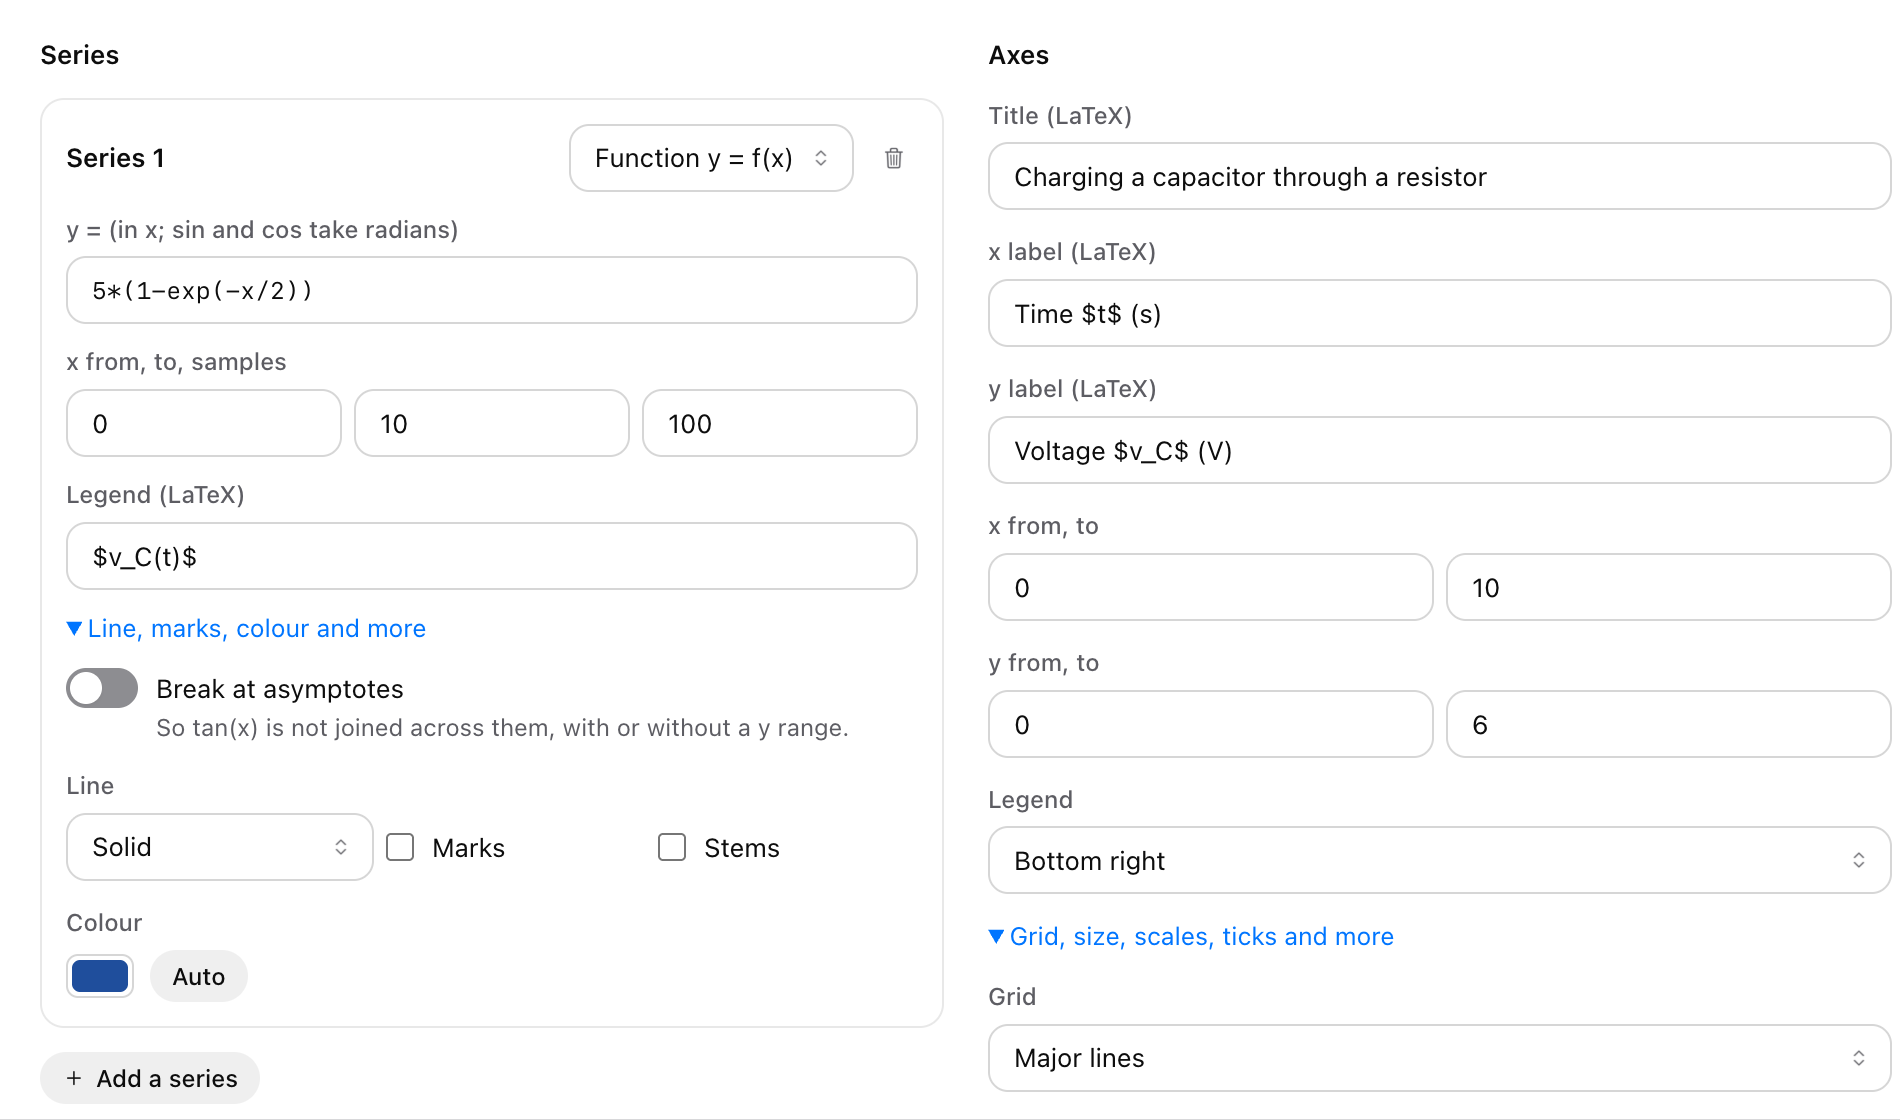 Series
Series 1
Function y = f(x)
y = (in x; sin and cos take radians)
5*(1−exp(−x/2))
x from, to, samples
0
10
100
Legend (LaTeX)
$v_C(t)$
▼Line, marks, colour and more
Break at asymptotes
So tan(x) is not joined across them, with or without a y range.
Line
Solid
Marks
Stems
Colour
Auto
+ Add a series
Axes
Title (LaTeX)
Charging a capacitor through a resistor
x label (LaTeX)
Time $t$ (s)
y label (LaTeX)
Voltage $v_C$ (V)
x from, to
0
10
y from, to
0
6
Legend
Bottom right
▼Grid, size, scales, ticks and more
Grid
Major lines